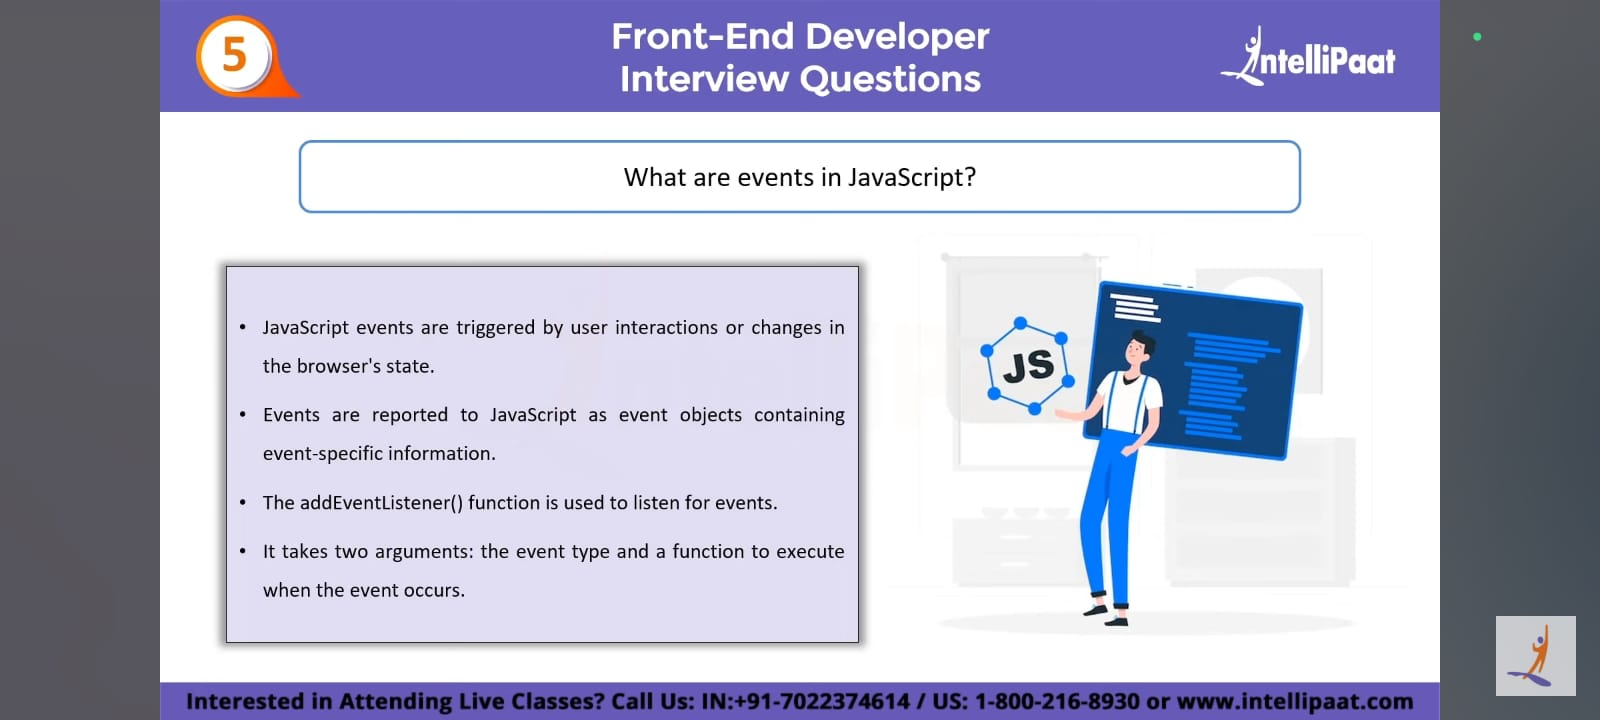 5
Front-End Developer
Interview Questions
IntelliPaat
What are events in JavaScript?
• JavaScript events are triggered by user interactions or changes in
the browser's state.
• Events are reported to JavaScript as event objects containing
event-specific information.
• The addEventListener() function is used to listen for events.
• It takes two arguments: the event type and a function to execute
when the event occurs.
JS
Interested in Attending Live Classes? Call Us: IN:+91-7022374614 / US: 1-800-216-8930 or www.intellipaat.com